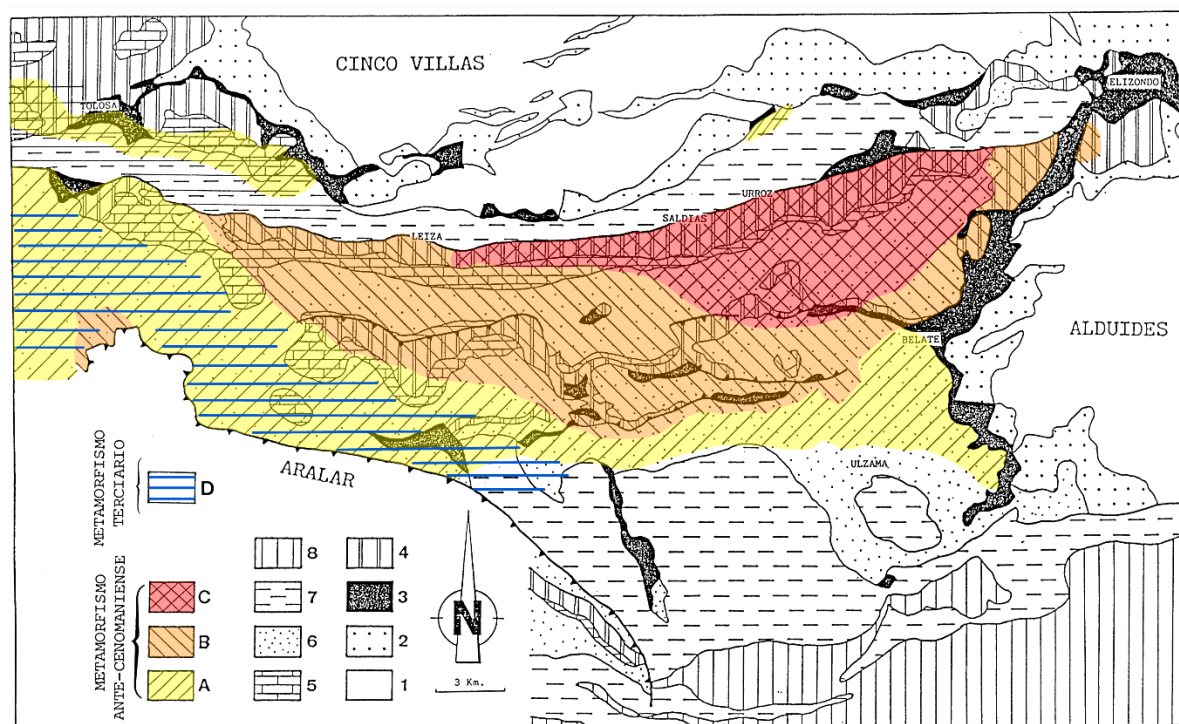 CINCO VILLAS
ELIZONDO
TOLOSA
URROZ
SALDIAS
LEIZA
ALDUIDES
BELATE
ULZAMA
ARALAR
METAMORFISMO
TERCIARIO
D
METAMORFISMO
ANTE-CENOMANIENSE
C
B
A
8
7
6
5
4
3
2
1
N
3 Km.